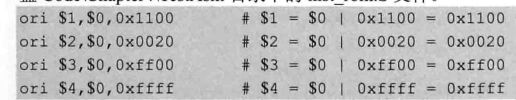 ori $1,$0,0x1100 # $1 = $0 | 0x1100 = 0x1100
ori $2,$0,0x0020 # $2 = $0 | 0x0020 = 0x0020
ori $3,$0,0xff00 # $3 = $0 | 0xff00 = 0xff00
ori $4,$0,0xffff # $4 = $0 | 0xffff = 0xffff